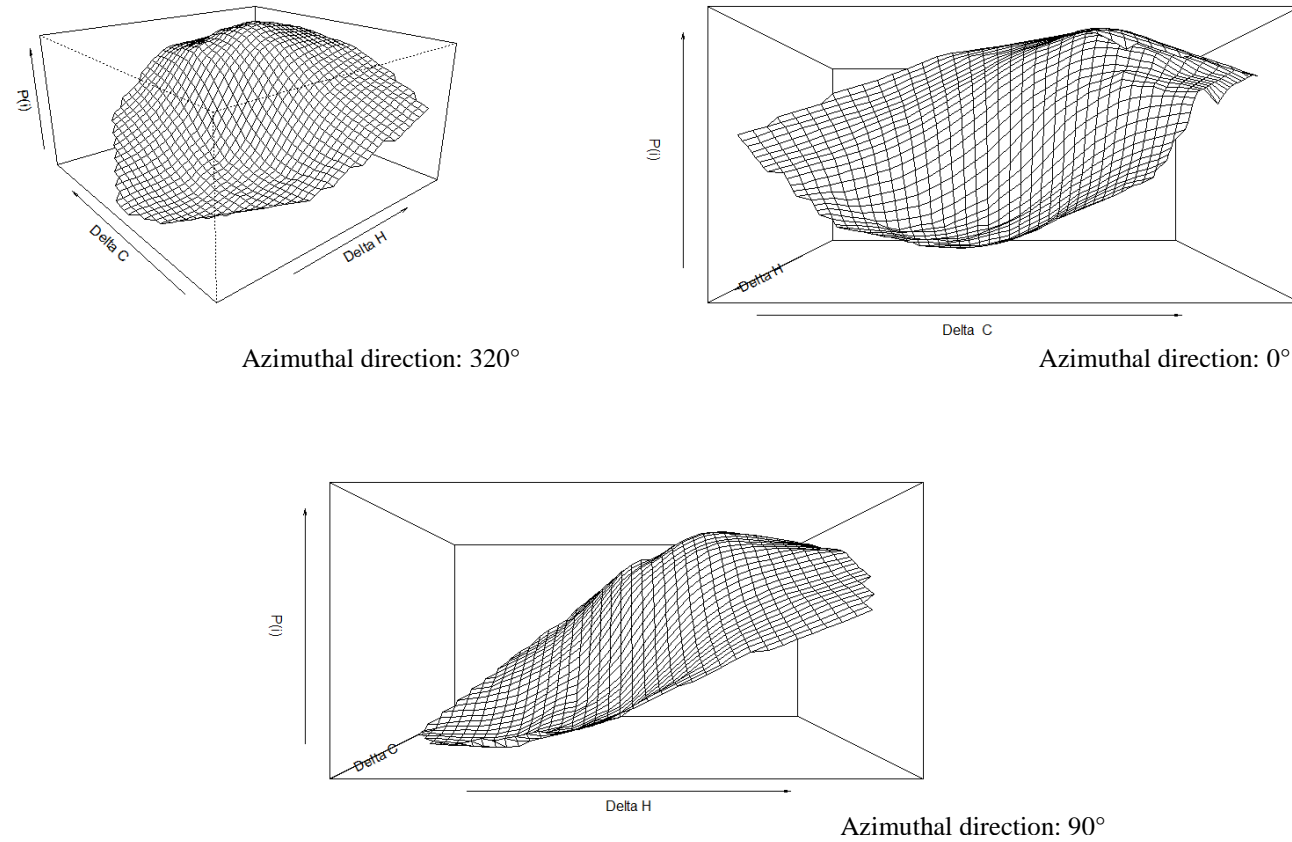 P(i)
Delta C
Delta H
Azimuthal direction: 320°
P(i)
Delta H
Delta C
Azimuthal direction: 0°
P(i)
Delta C
Delta H
Azimuthal direction: 90°